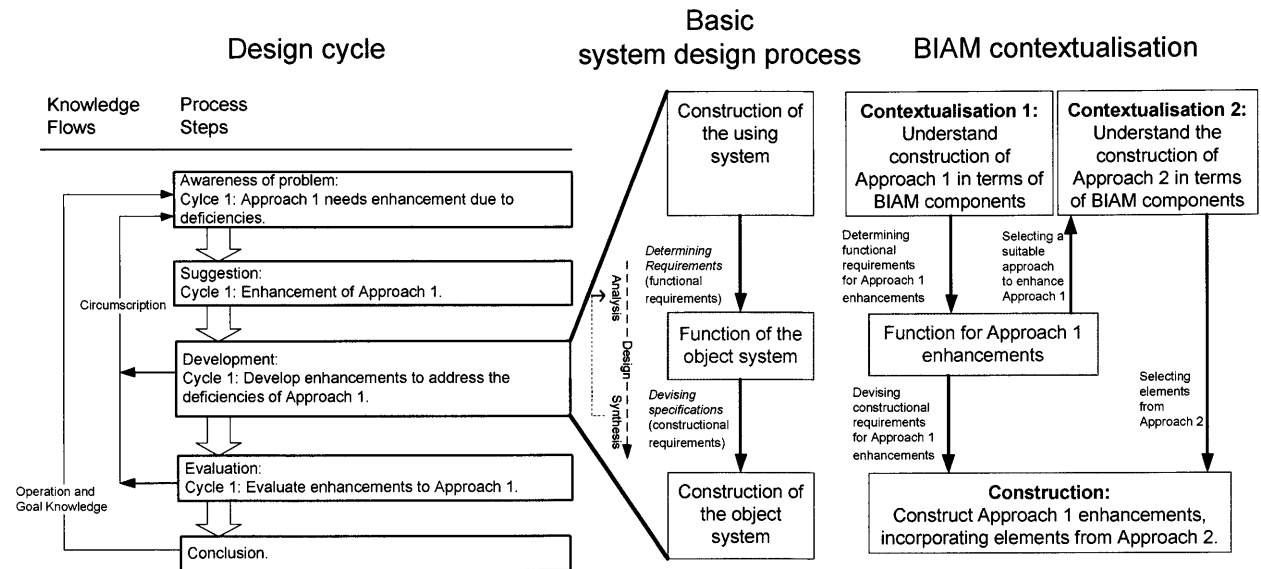 Design cycle
Basic
system design process
BIAM contextualisation
Knowledge
Flows
Process
Steps
Awareness of problem:
Cylce 1: Approach 1 needs enhancement due to
deficiencies.
Suggestion:
Cycle 1: Enhancement of Approach 1.
Circumscription
Development:
Cycle 1: Develop enhancements to address the
deficiencies of Approach 1.
Evaluation:
Cycle 1: Evaluate enhancements to Approach 1.
Operation and
Goal Knowledge
Conclusion.
Analysis
Design
Synthesis
Construction of
the using
system
Determining
Requirements
(functional
requirements)
Function of the
object system
Devising
specifications
(constructional
requirements)
Construction of
the object
system
Contextualisation 1:
Understand
construction of
Approach 1 in terms of
BIAM components
Contextualisation 2:
Understand the
construction of
Approach 2 in terms
of BIAM components
Determining
functional
requirements
for Approach 1
enhancements
Selecting a
suitable
approach
to enhance
Approach 1
Function for Approach 1
enhancements
Devising
constructional
requirements
for Approach 1
enhancements
Selecting
elements
from
Approach 2
Construction:
Construct Approach 1 enhancements,
incorporating elements from Approach 2.